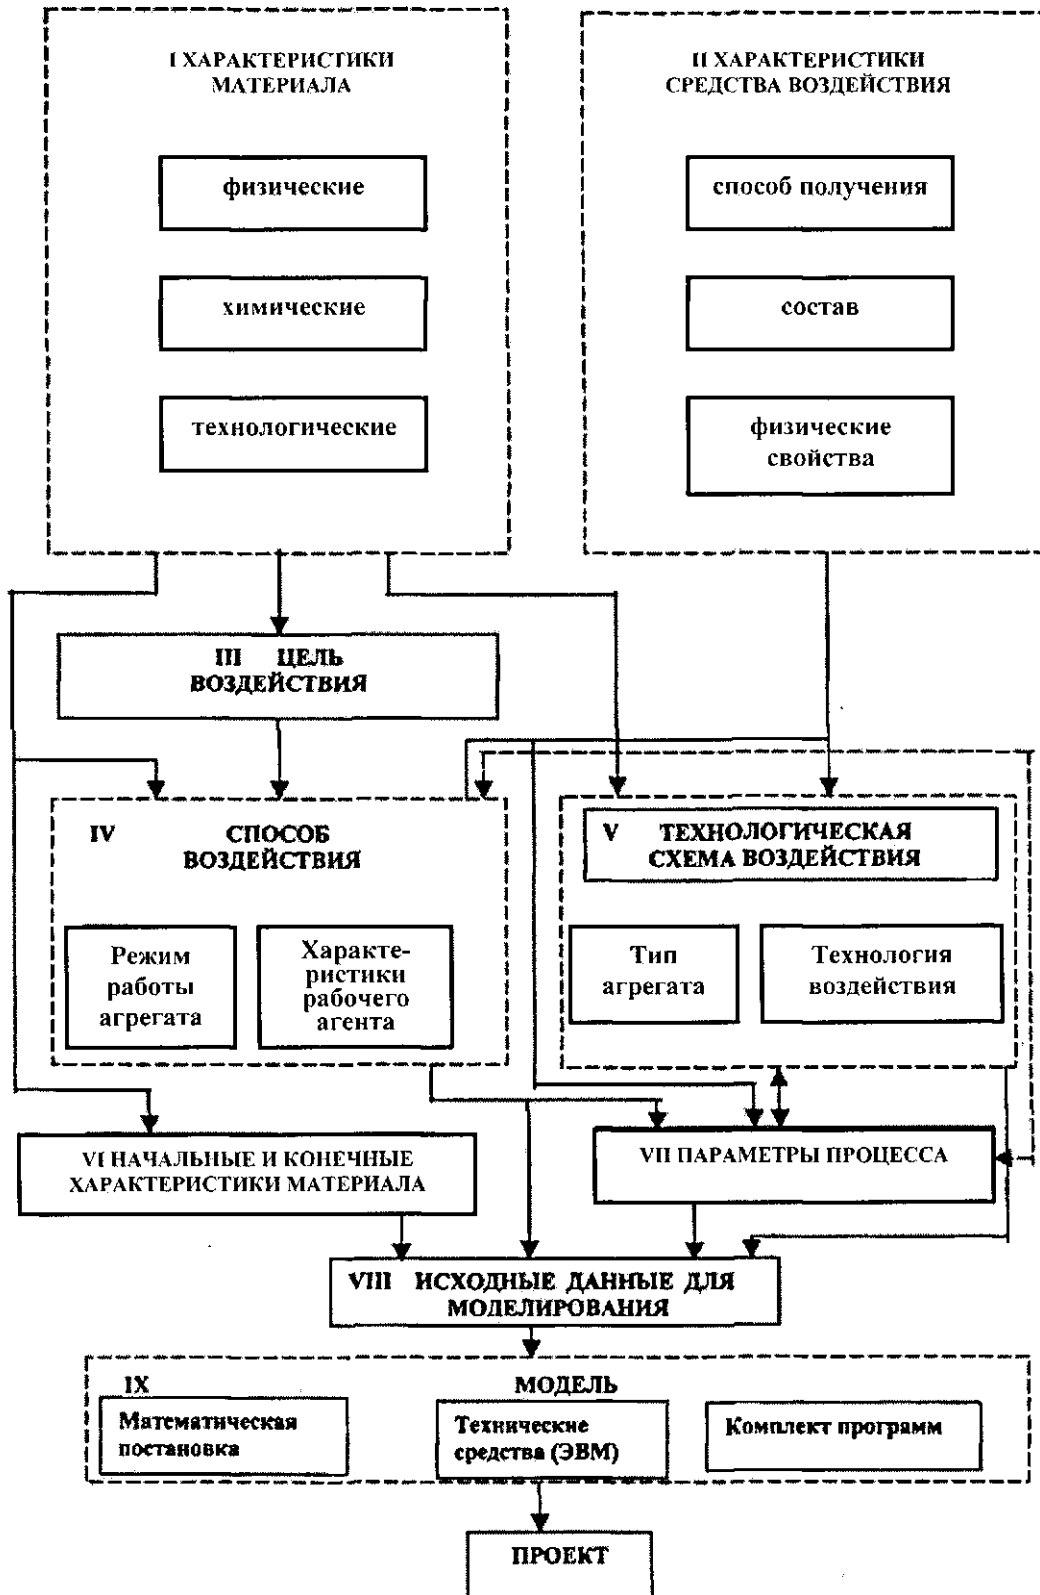 I ХАРАКТЕРИСТИКИ
МАТЕРИАЛА
физические
химические
технологические
II ХАРАКТЕРИСТИКИ
СРЕДСТВА ВОЗДЕЙСТВИЯ
способ получения
состав
физические
свойства
III ЦЕЛЬ
ВОЗДЕЙСТВИЯ
IV СПОСОБ
ВОЗДЕЙСТВИЯ
Режим
работы
агрегата
Характе-
ристики
рабочего
агента
V ТЕХНОЛОГИЧЕСКАЯ
СХЕМА ВОЗДЕЙСТВИЯ
Тип
агрегата
Технология
воздействия
VI НАЧАЛЬНЫЕ И КОНЕЧНЫЕ
ХАРАКТЕРИСТИКИ МАТЕРИАЛА
VII ПАРАМЕТРЫ ПРОЦЕССА
VIII ИСХОДНЫЕ ДАННЫЕ ДЛЯ
МОДЕЛИРОВАНИЯ
IX МОДЕЛЬ
Математическая
постановка
Технические
средства (ЭВМ)
Комплект программ
ПРОЕКТ